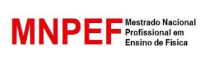 MNPEF
Mestrado Nacional
Profissional em
Ensino de Física